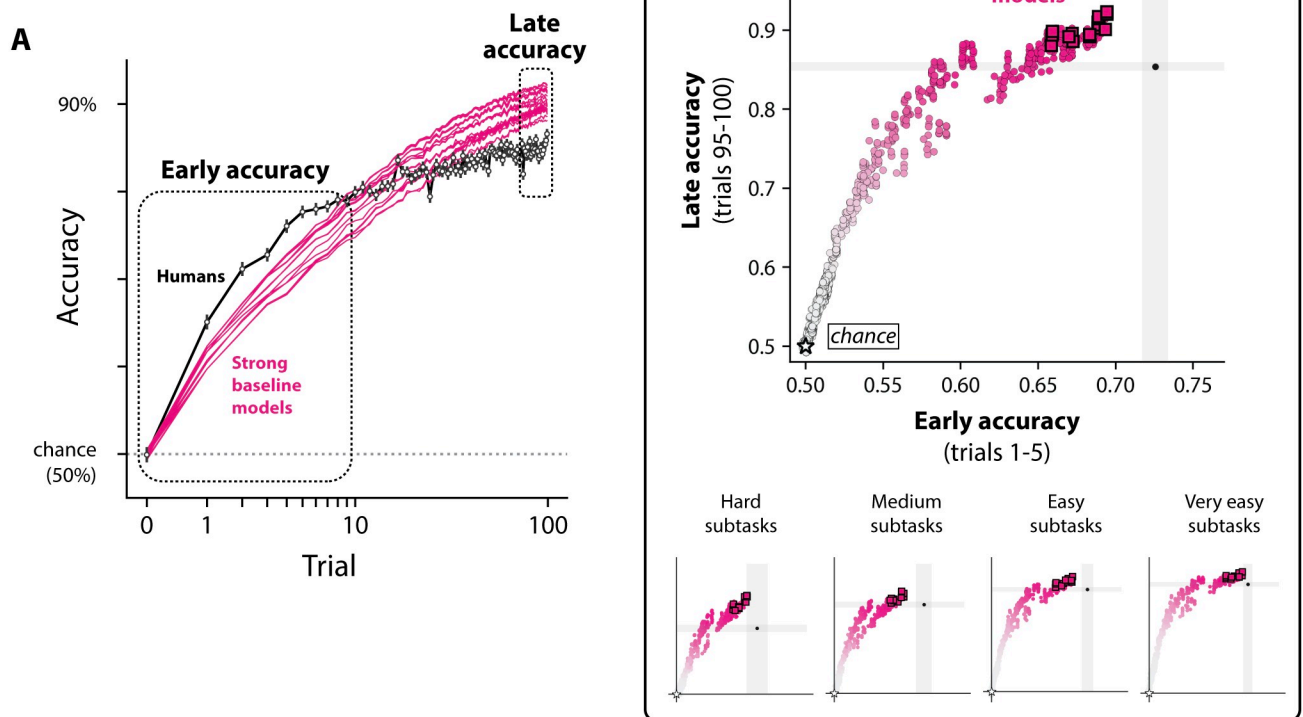 A
Late
accuracy
90%
Early accuracy
Accuracy
Humans
Strong
baseline
models
chance
(50%)
0
1
10
100
Trial
models
0.9
0.8
0.7
0.6
0.5
Late accuracy
(trials 95-100)
chance
0.50
0.55
0.60
0.65
0.70
0.75
Early accuracy
(trials 1-5)
Hard
subtasks
Medium
subtasks
Easy
subtasks
Very easy
subtasks